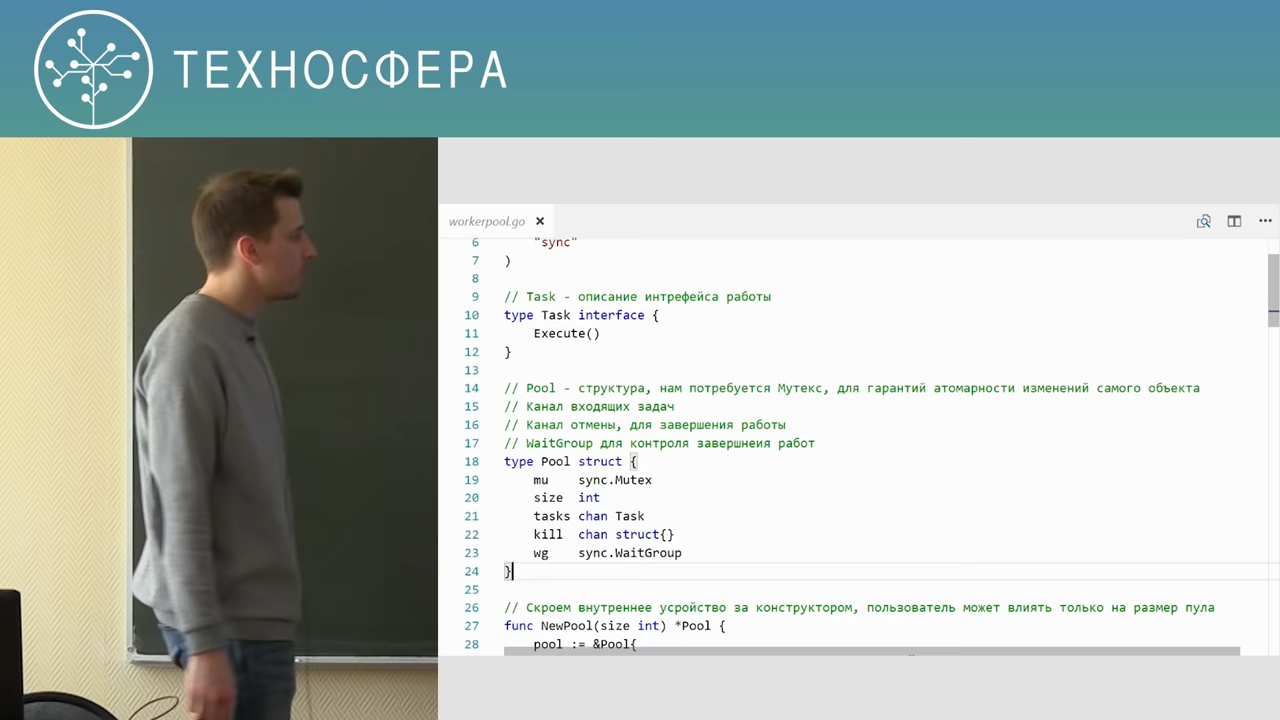 ТЕХНОСФЕРА
workerpool.go
6 "sync"
7 )
8
9 // Task - описание интрефейса работы
10 type Task interface {
11 Execute()
12 }
13
14 // Pool - структура, нам потребуется Мутекс, для гарантий атомарности изменений самого объекта
15 // Канал входящих задач
16 // Канал отмены, для завершения работы
17 // WaitGroup для контроля завершнеия работ
18 type Pool struct {
19 mu sync.Mutex
20 size int
21 tasks chan Task
22 kill chan struct{}
23 wg sync.WaitGroup
24 }
25
26 // Скроем внутреннее усройство за конструктором, пользователь может влиять только на размер пула
27 func NewPool(size int) *Pool {
28 pool := &Pool{